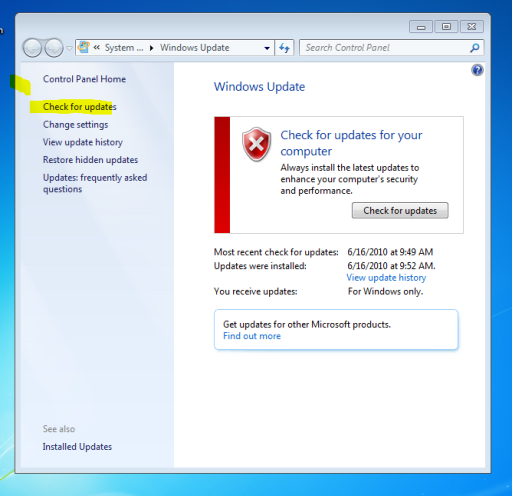 « System ... ▸ Windows Update
Search Control Panel
Control Panel Home
Check for updates
Change settings
View update history
Restore hidden updates
Updates: frequently asked
questions
See also
Installed Updates
Windows Update
Check for updates for your
computer
Always install the latest updates to
enhance your computer's security
and performance.
Check for updates
Most recent check for updates: 6/16/2010 at 9:49 AM
Updates were installed: 6/16/2010 at 9:52 AM.
View update history
You receive updates: For Windows only.
Get updates for other Microsoft products.
Find out more